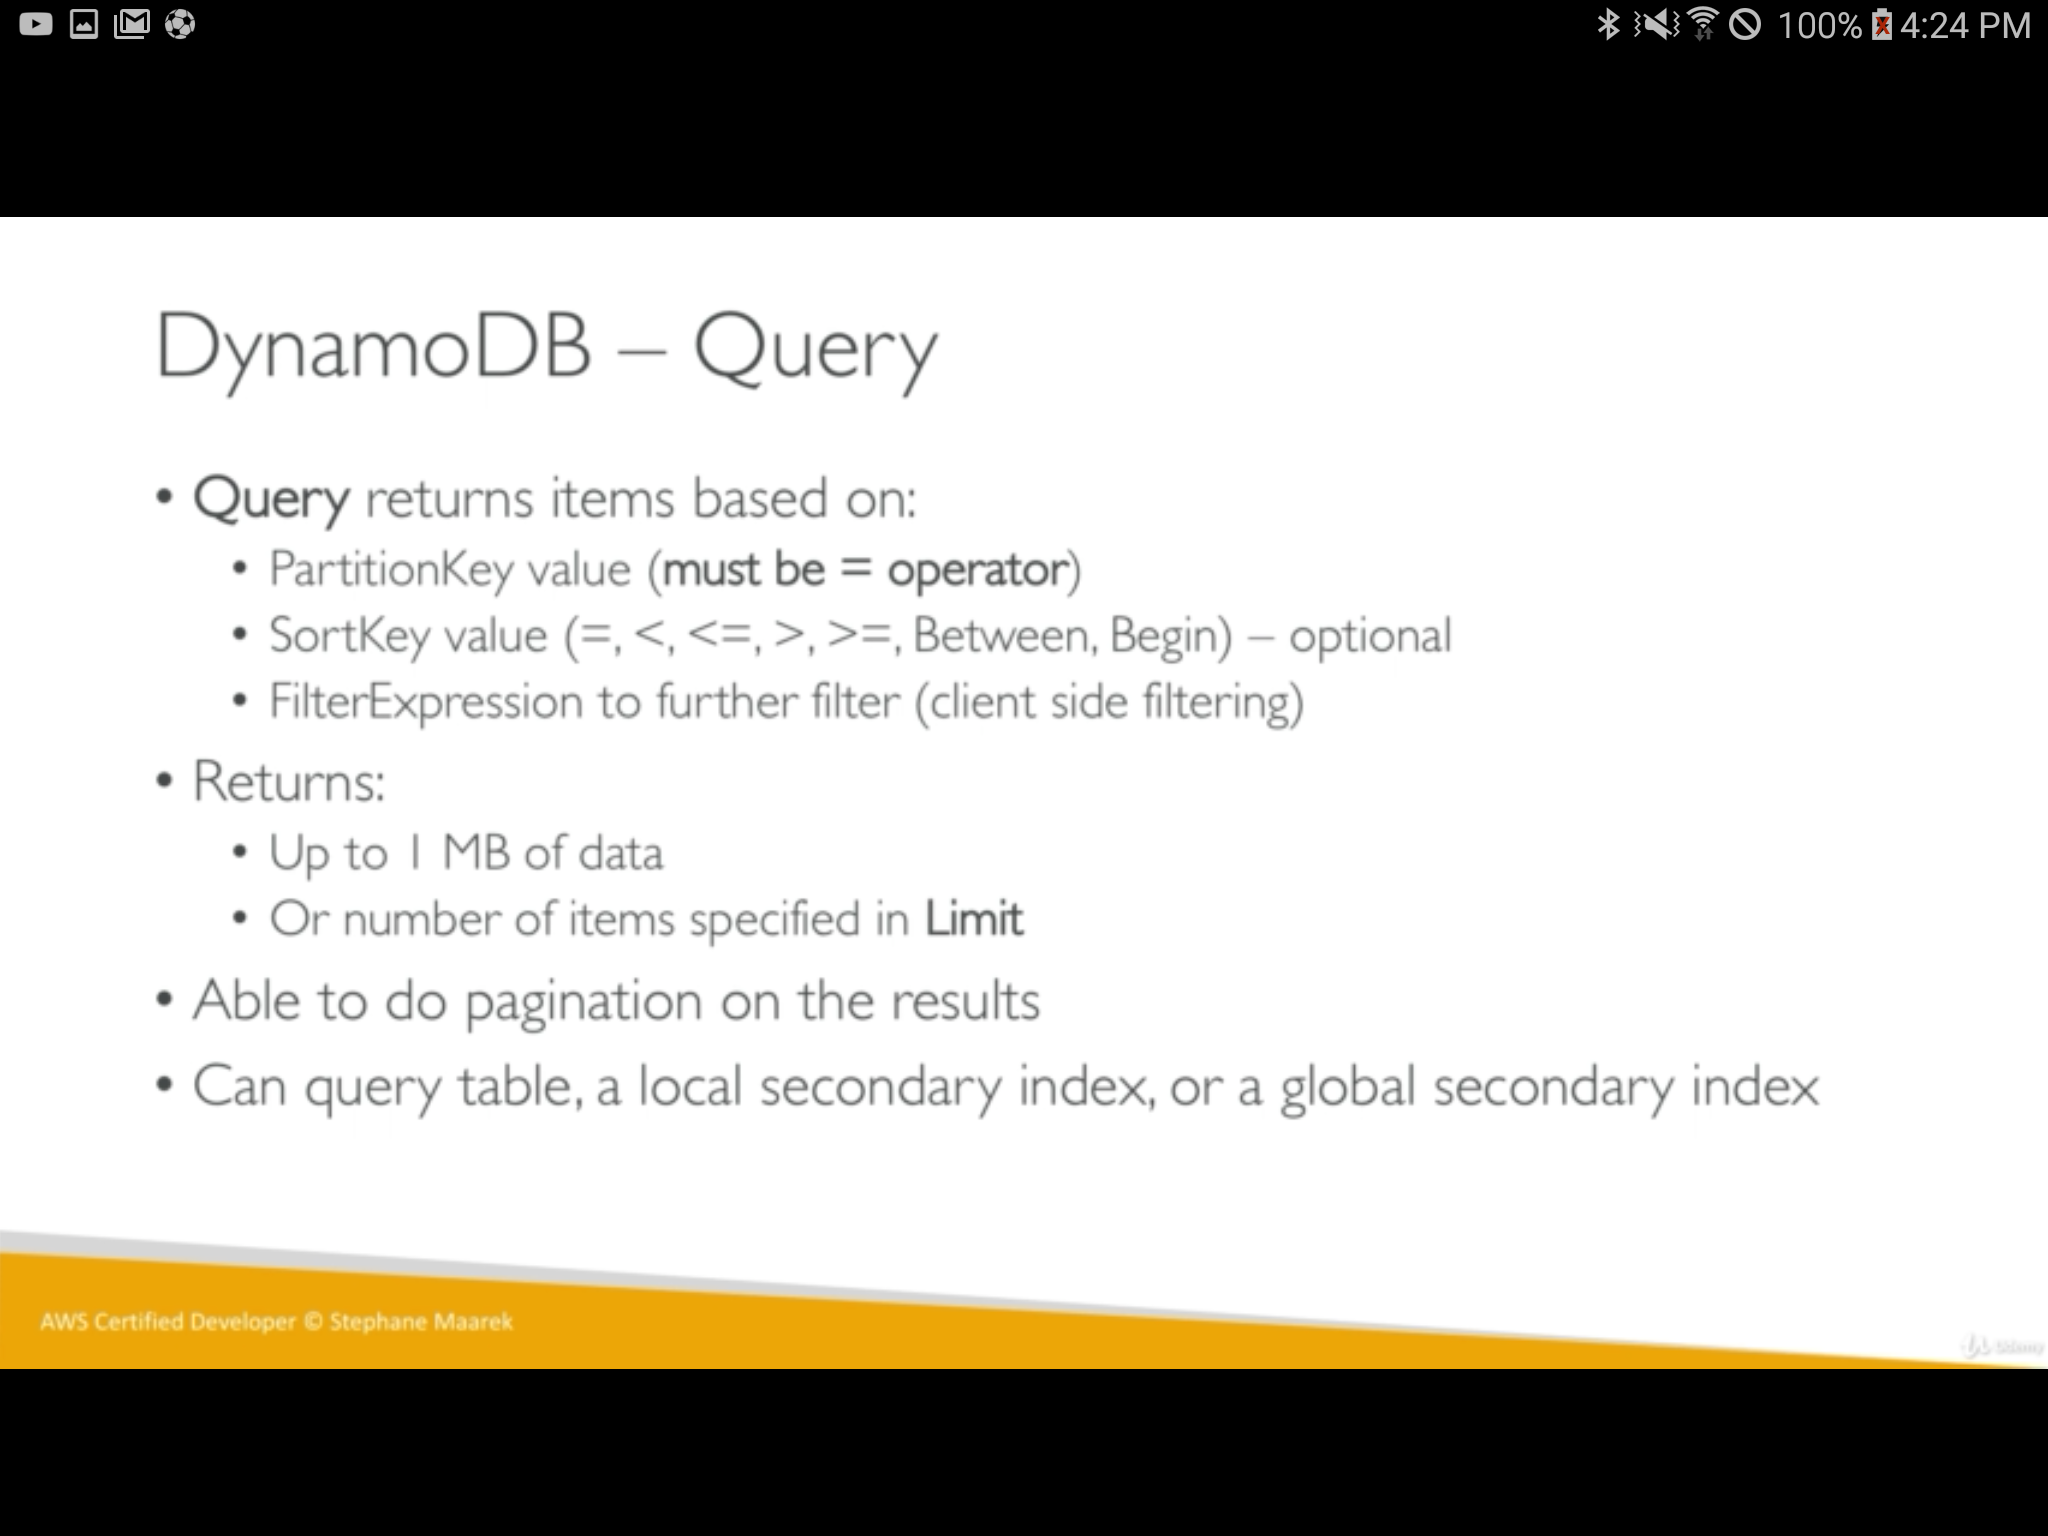 100% 4:24 PM
DynamoDB – Query
• Query returns items based on:
• PartitionKey value (must be = operator)
• SortKey value (=, <, <=, >, >=, Between, Begin) – optional
• FilterExpression to further filter (client side filtering)
• Returns:
• Up to 1 MB of data
• Or number of items specified in Limit
• Able to do pagination on the results
• Can query table, a local secondary index, or a global secondary index
AWS Certified Developer © Stephane Maarek
Udemy